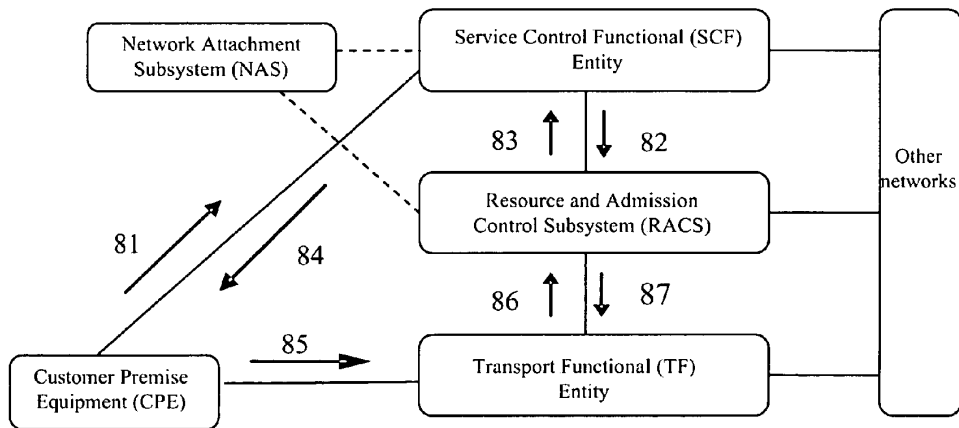 Network Attachment
Subsystem (NAS)
Service Control Functional (SCF)
Entity
83
82
Other
networks
Resource and Admission
Control Subsystem (RACS)
81
84
86
87
85
Customer Premise
Equipment (CPE)
Transport Functional (TF)
Entity